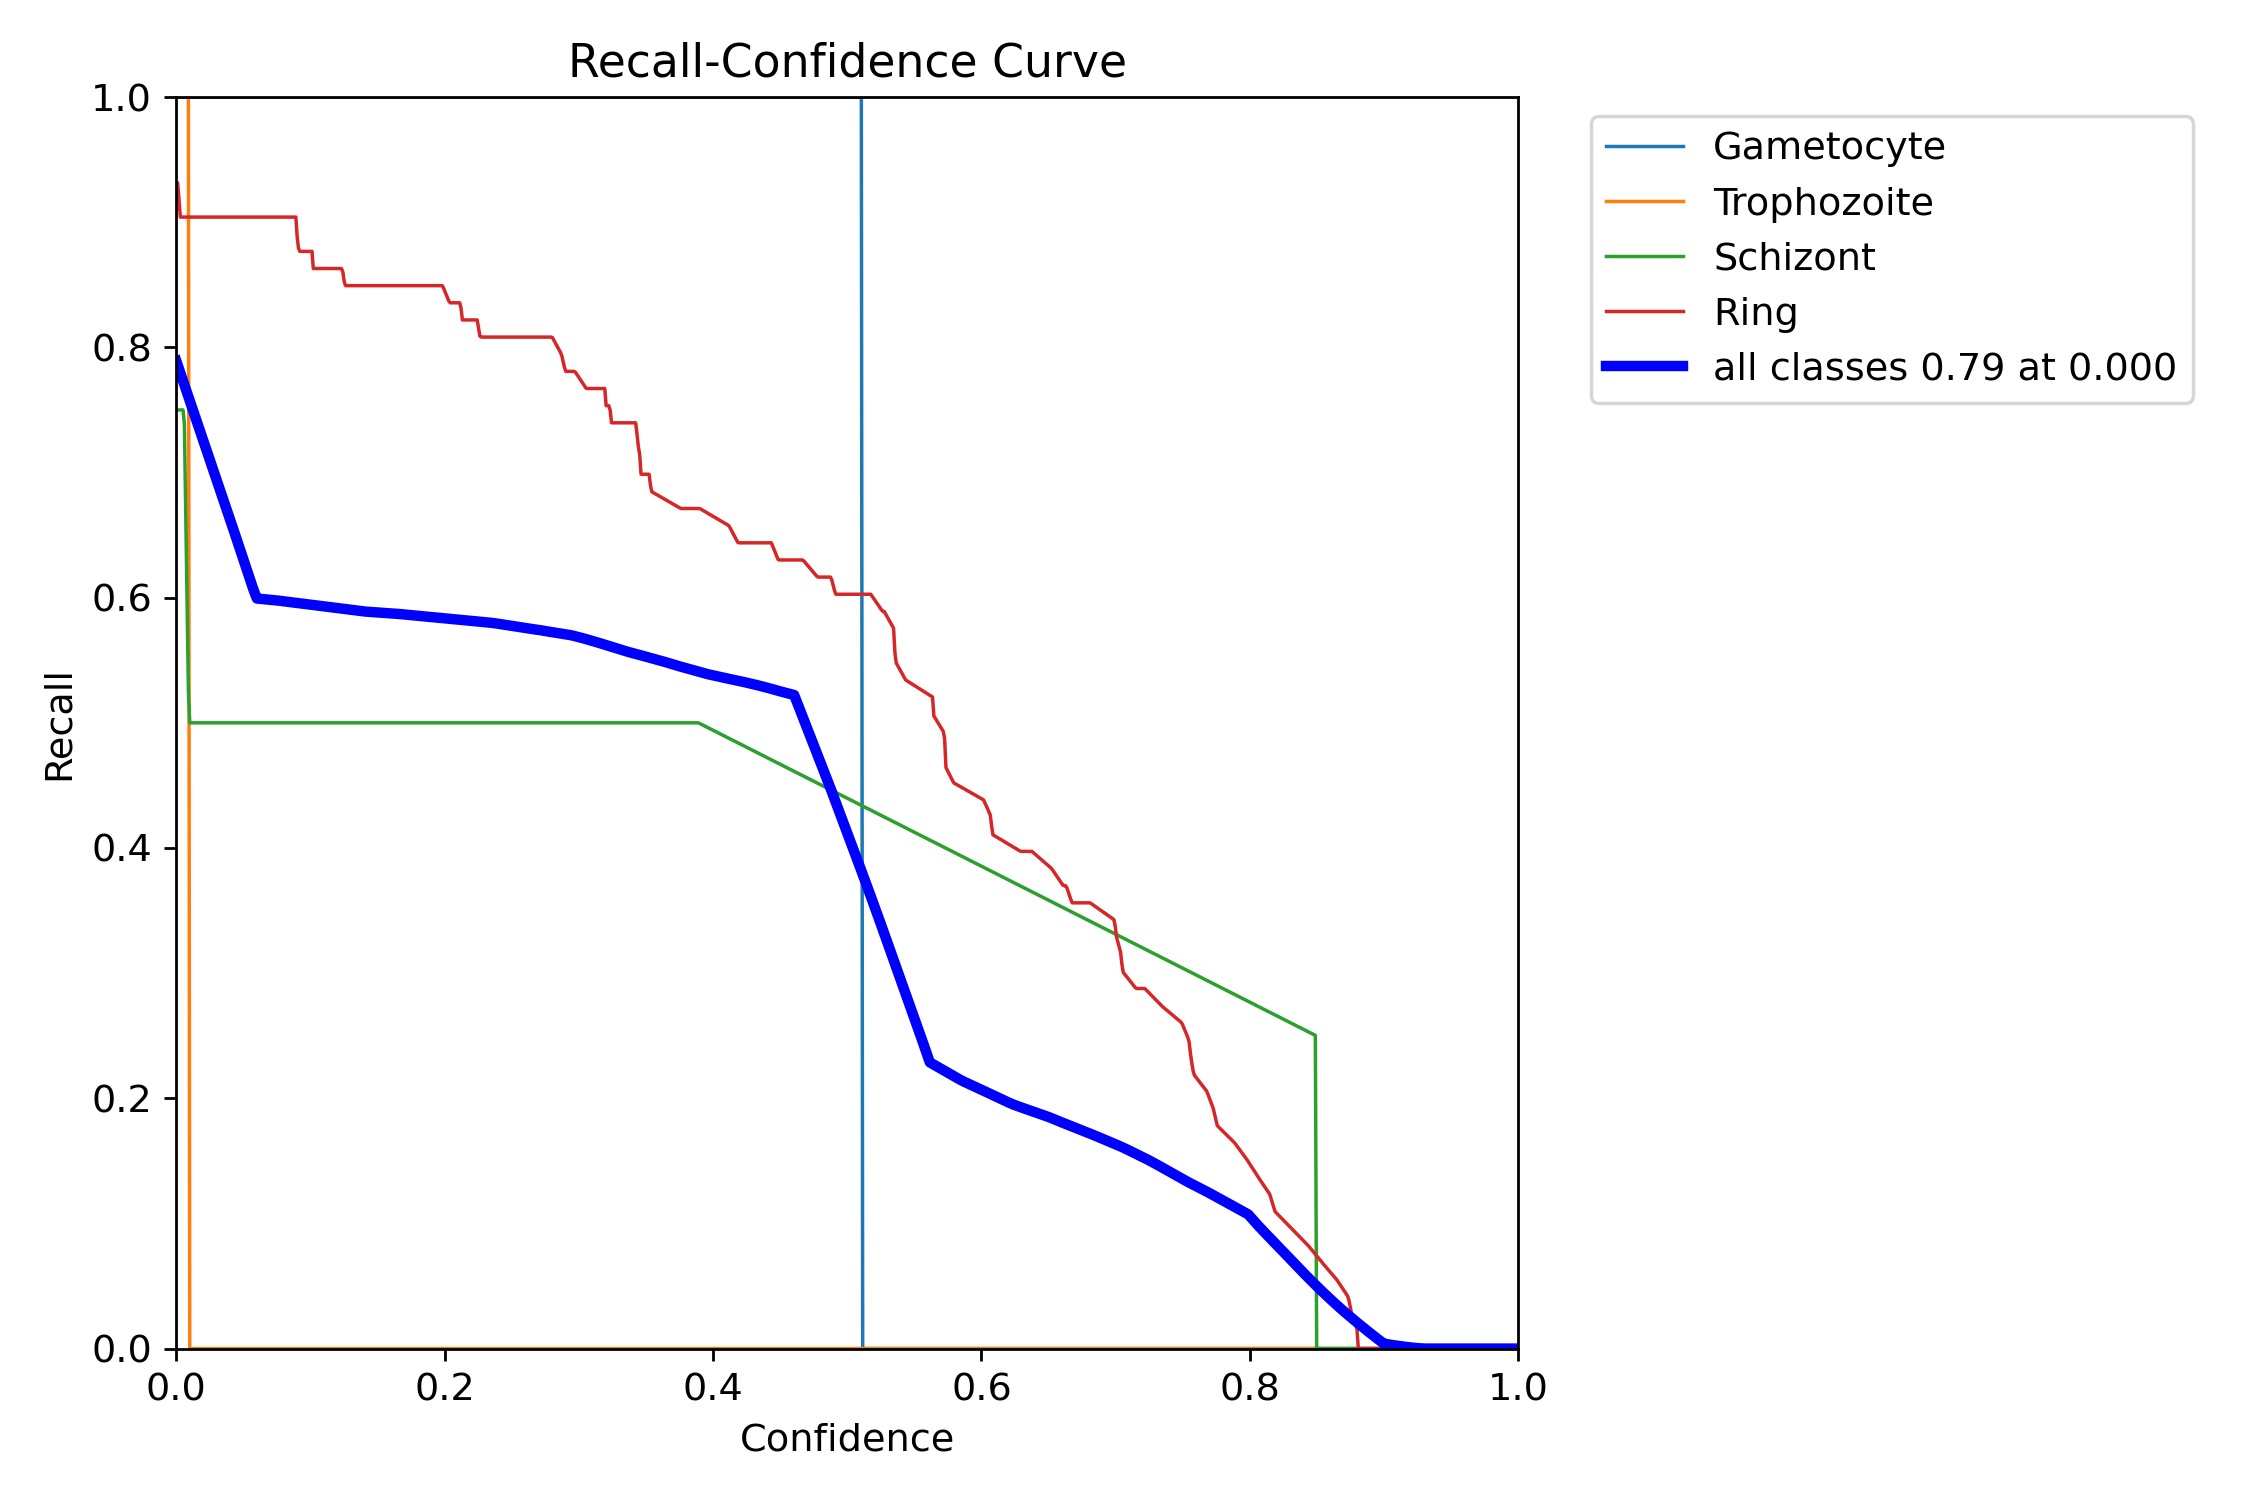 Recall-Confidence Curve
1.0
0.8
0.6
0.4
0.2
0.0
Recall
0.0 0.2 0.4 0.6 0.8 1.0
Confidence
Gametocyte
Trophozoite
Schizont
Ring
all classes 0.79 at 0.000